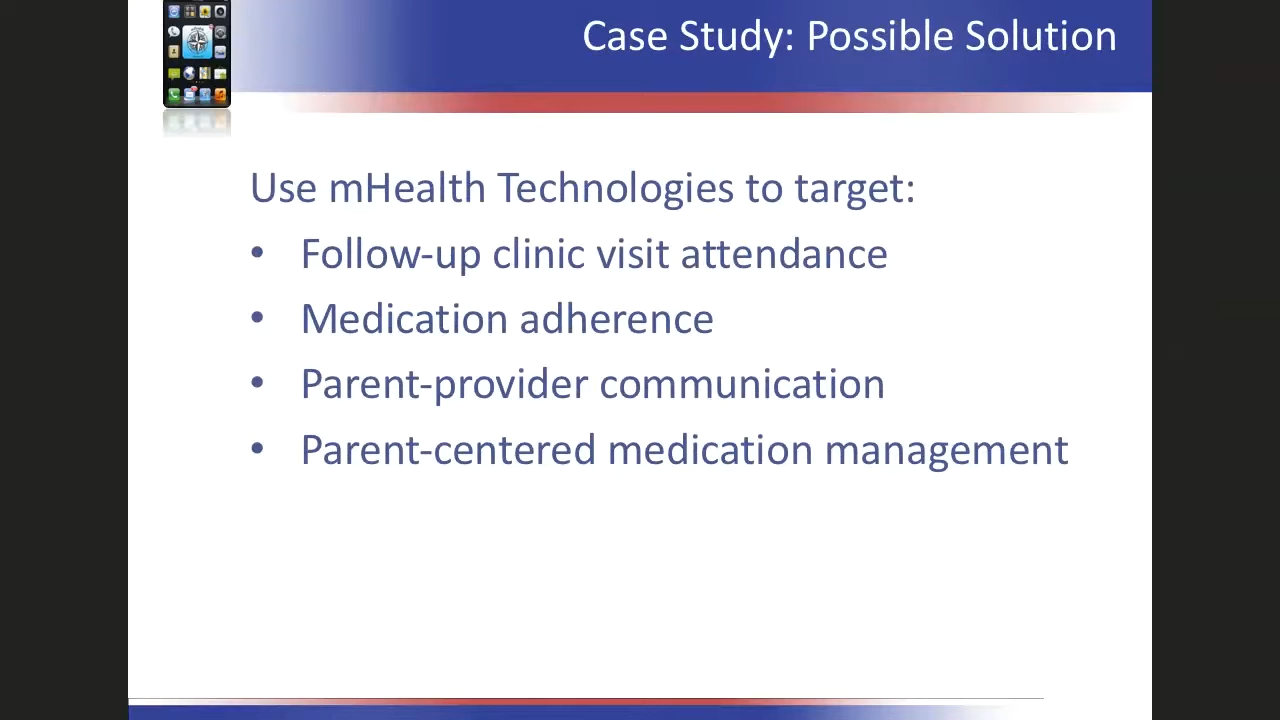 Case Study: Possible Solution
Use mHealth Technologies to target:
• Follow-up clinic visit attendance
• Medication adherence
• Parent-provider communication
• Parent-centered medication management